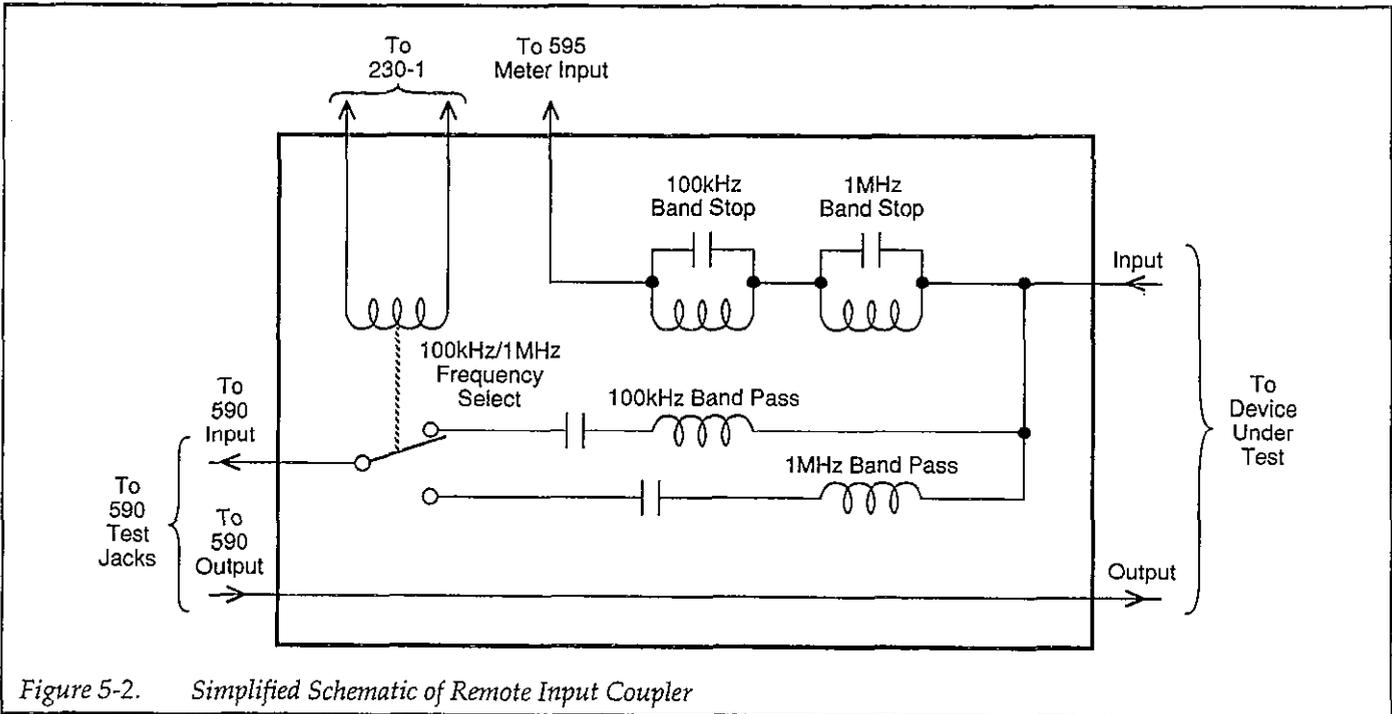 To
230-1
To 595
Meter Input
100kHz
Band Stop
1MHz
Band Stop
Input
100kHz/1MHz
Frequency
Select
100kHz Band Pass
1MHz Band Pass
To
590
Input
To
590
Test
Jacks
To
590
Output
To
Device
Under
Test
Output
Figure 5-2. Simplified Schematic of Remote Input Coupler